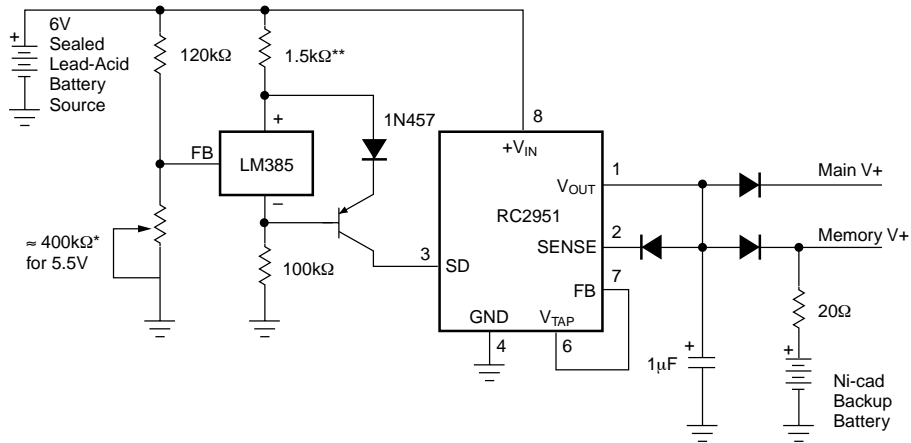 6V
Sealed
Lead-Acid
Battery
Source
+
120kΩ
1.5kΩ**
1N457
+
FB
LM385
–
≈ 400kΩ*
for 5.5V
100kΩ
8
+VIN
1
VOUT
Main V+
RC2951
2
SENSE
Memory V+
3
SD
7
FB
GND
VTAP
4
6
20Ω
+
1µF
+
Ni-cad
Backup
Battery